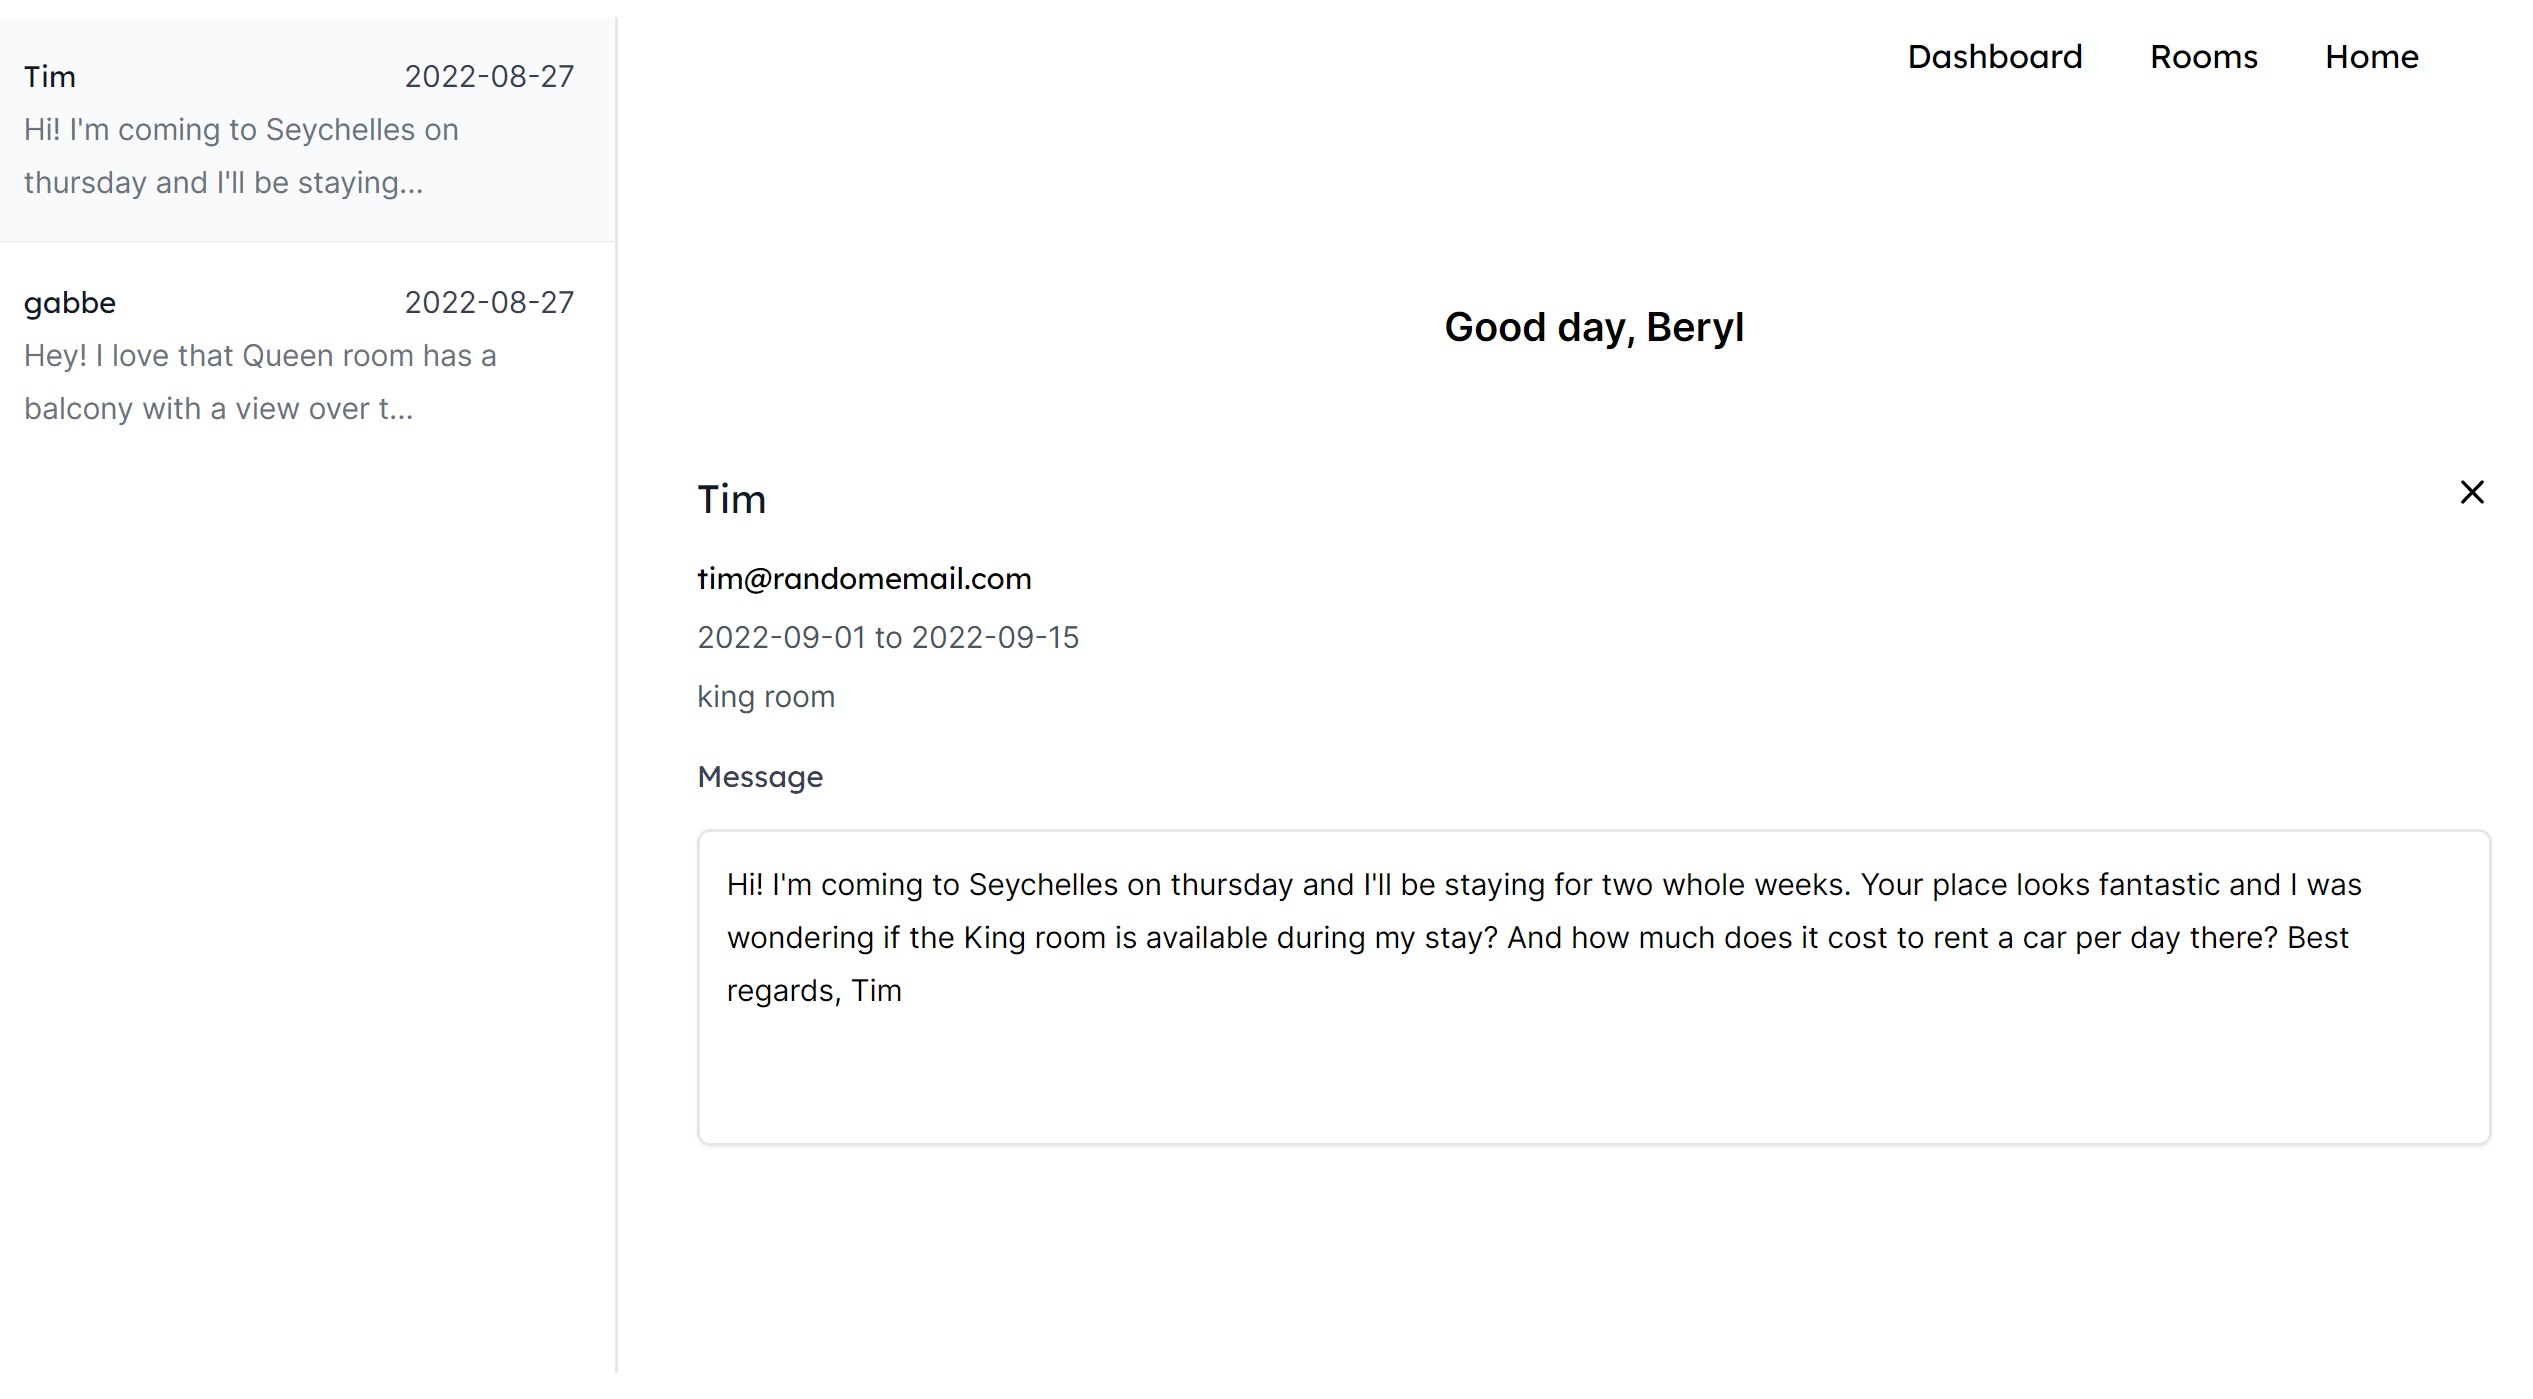 Tim 2022-08-27
Hi! I'm coming to Seychelles on
thursday and I'll be staying...
gabbe 2022-08-27
Hey! I love that Queen room has a
balcony with a view over t...
Dashboard Rooms Home
Good day, Beryl
Tim
tim@randomemail.com
2022-09-01 to 2022-09-15
king room
Message
Hi! I'm coming to Seychelles on thursday and I'll be staying for two whole weeks. Your place looks fantastic and I was
wondering if the King room is available during my stay? And how much does it cost to rent a car per day there? Best
regards, Tim